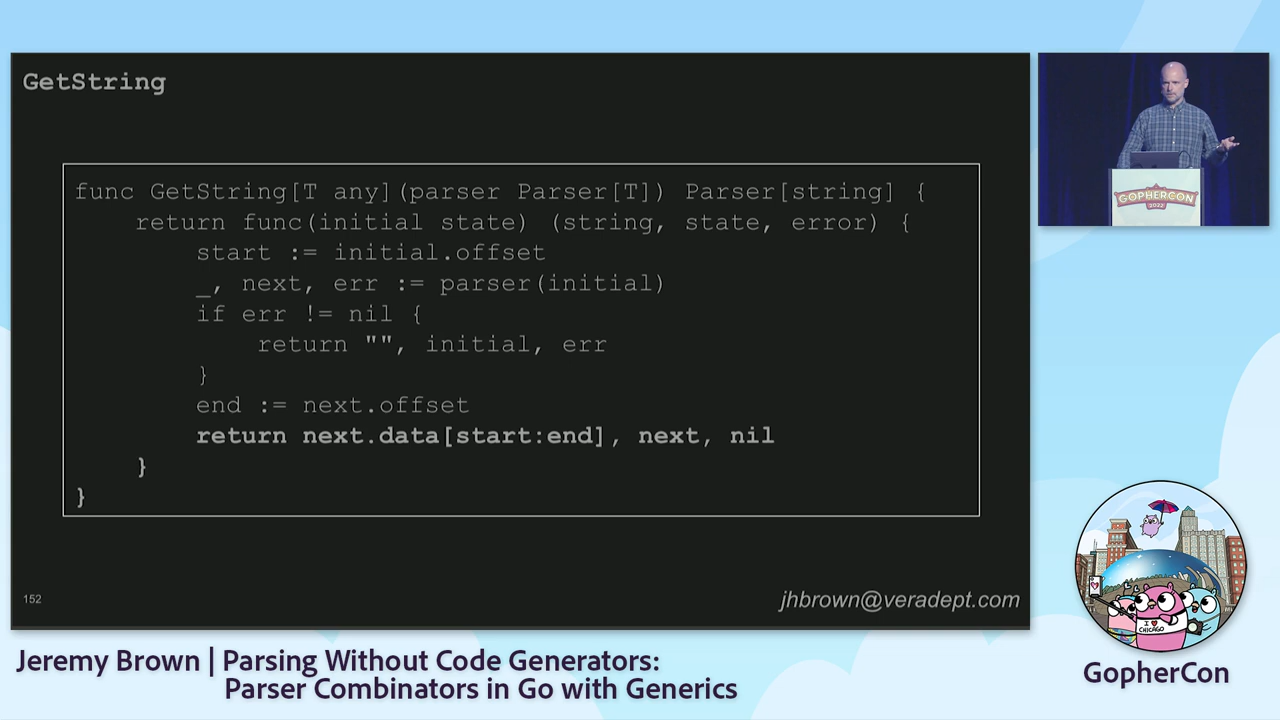 GetString
func GetString[T any](parser Parser[T]) Parser[string] {
    return func(initial state) (string, state, error) {
        start := initial.offset
        _, next, err := parser(initial)
        if err != nil {
            return "", initial, err
        }
        end := next.offset
        return next.data[start:end], next, nil
    }
}
152
jhbrown@veradept.com
GOPHERCON
2022
Jeremy Brown | Parsing Without Code Generators:
Parser Combinators in Go with Generics
I ♥
CHICAGO
GopherCon